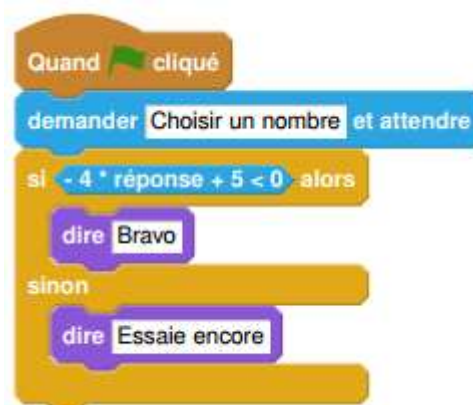 Quand cliqué
demander Choisir un nombre et attendre
si - 4 * réponse + 5 < 0 alors
dire Bravo
sinon
dire Essaie encore